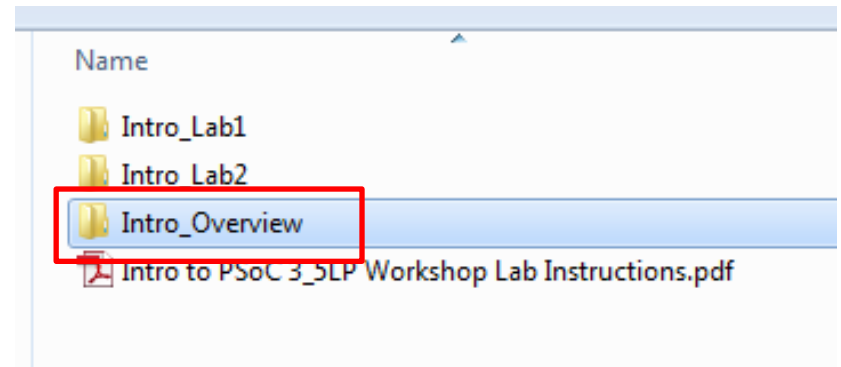 Name
Intro_Lab1
Intro_Lab2
Intro_Overview
Intro to PSoC 3_5LP Workshop Lab Instructions.pdf